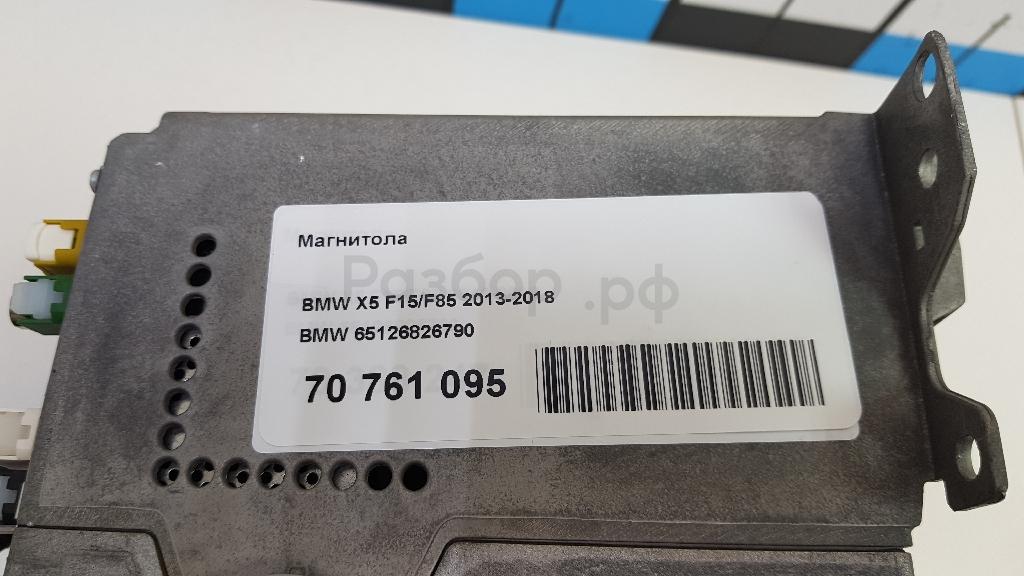 Магнитола
Разбор.рф
BMW X5 F15/F85 2013-2018
BMW 65126826790
70 761 095